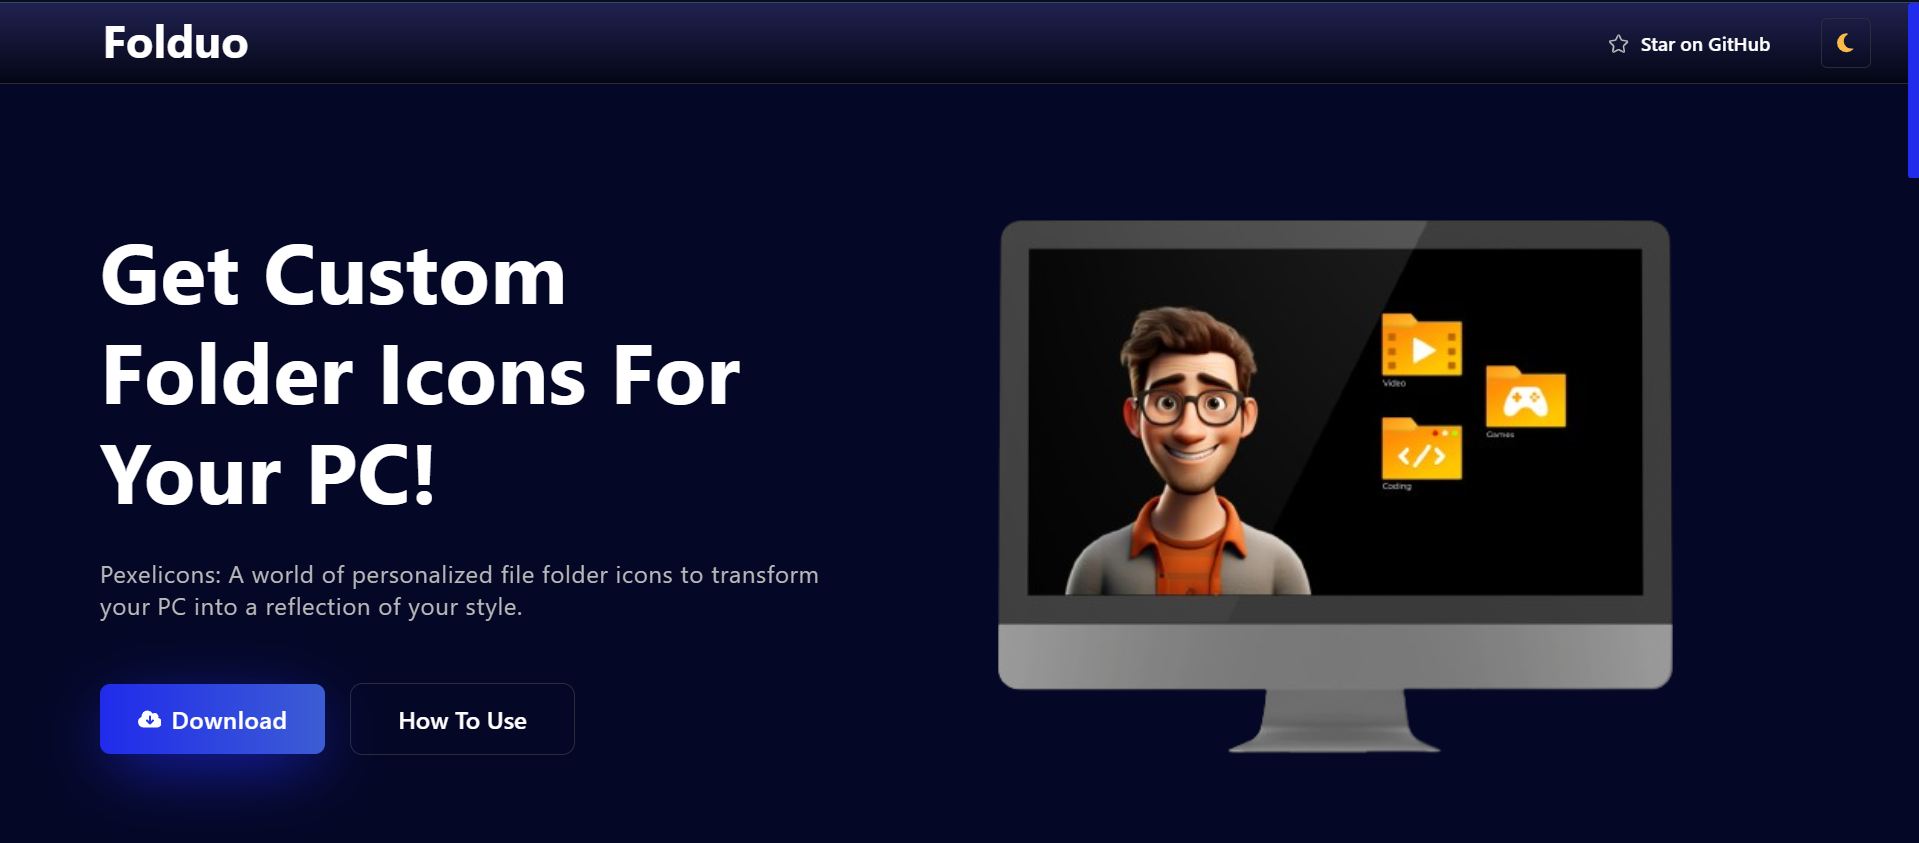 Folduo
Star on GitHub
Get Custom
Folder Icons For
Your PC!
Pexelicons: A world of personalized file folder icons to transform
your PC into a reflection of your style.
Download
How To Use
Video
Games
Coding